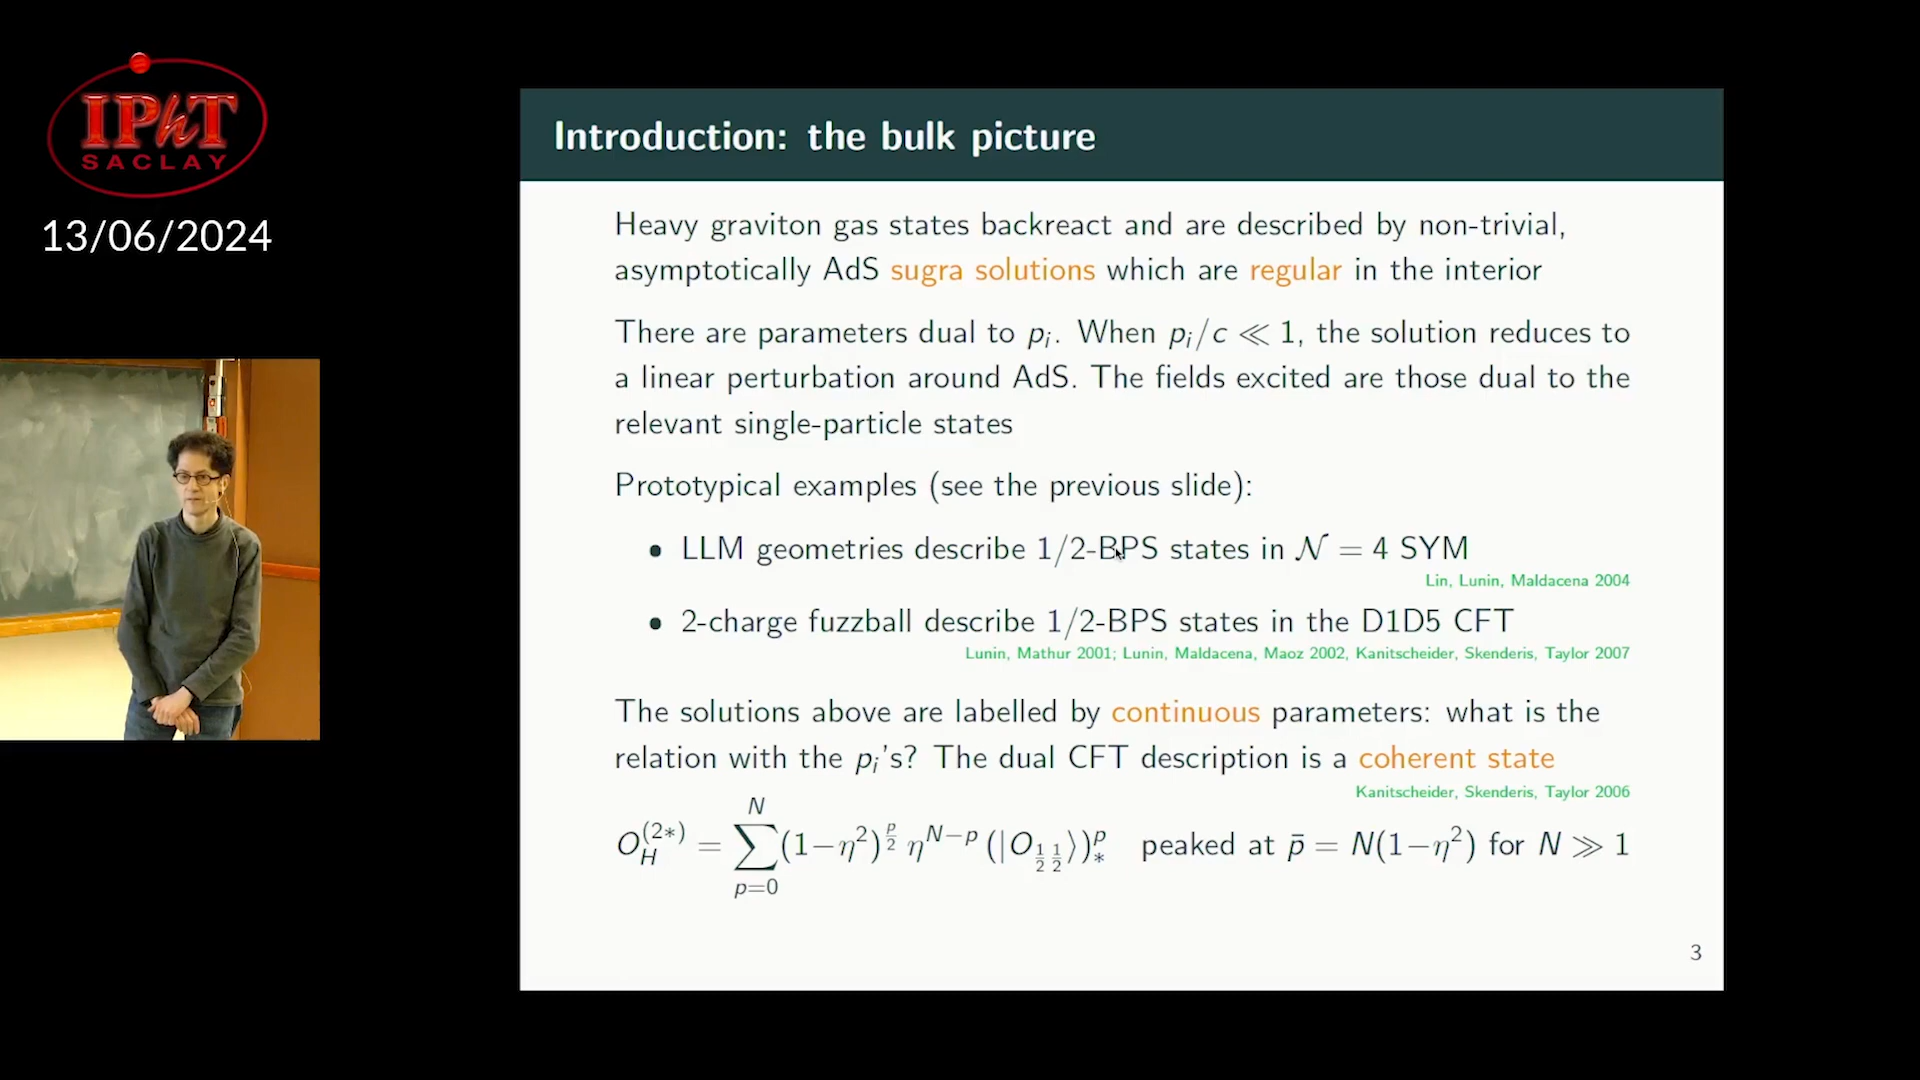 IPhT
SACLAY
13/06/2024
Introduction: the bulk picture
Heavy graviton gas states backreact and are described by non-trivial,
asymptotically AdS sugra solutions which are regular in the interior
There are parameters dual to p_i. When p_i/c ≪ 1, the solution reduces to
a linear perturbation around AdS. The fields excited are those dual to the
relevant single-particle states
Prototypical examples (see the previous slide):
• LLM geometries describe 1/2-BPS states in 𝒩 = 4 SYM
Lin, Lunin, Maldacena 2004
• 2-charge fuzzball describe 1/2-BPS states in the D1D5 CFT
Lunin, Mathur 2001; Lunin, Maldacena, Maoz 2002, Kanitscheider, Skenderis, Taylor 2007
The solutions above are labelled by continuous parameters: what is the
relation with the p_i's? The dual CFT description is a coherent state
Kanitscheider, Skenderis, Taylor 2006
O_H^{(2*)} = \sum_{p=0}^{N} (1−η^2)^{\frac{p}{2}} η^{N−p} (|O_{\frac{1}{2}\frac{1}{2}}⟩)_*^p peaked at \bar{p} = N(1−η^2) for N ≫ 1
3